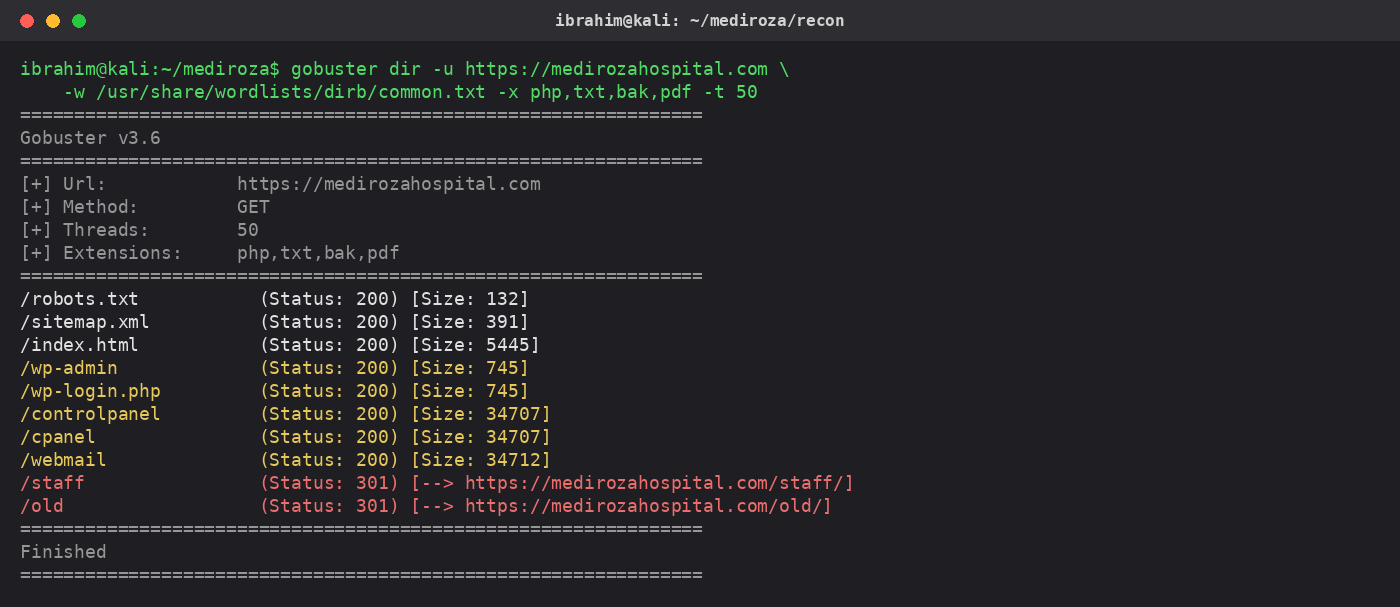 ibrahim@kali: ~/mediroza/recon
ibrahim@kali:~/mediroza$ gobuster dir -u https://medirozahospital.com \
    -w /usr/share/wordlists/dirb/common.txt -x php,txt,bak,pdf -t 50
===============================================================
Gobuster v3.6
===============================================================
[+] Url:            https://medirozahospital.com
[+] Method:         GET
[+] Threads:        50
[+] Extensions:     php,txt,bak,pdf
===============================================================
/robots.txt           (Status: 200) [Size: 132]
/sitemap.xml          (Status: 200) [Size: 391]
/index.html           (Status: 200) [Size: 5445]
/wp-admin             (Status: 200) [Size: 745]
/wp-login.php         (Status: 200) [Size: 745]
/controlpanel         (Status: 200) [Size: 34707]
/cpanel               (Status: 200) [Size: 34707]
/webmail              (Status: 200) [Size: 34712]
/staff                (Status: 301) [--> https://medirozahospital.com/staff/]
/old                  (Status: 301) [--> https://medirozahospital.com/old/]
===============================================================
Finished
===============================================================